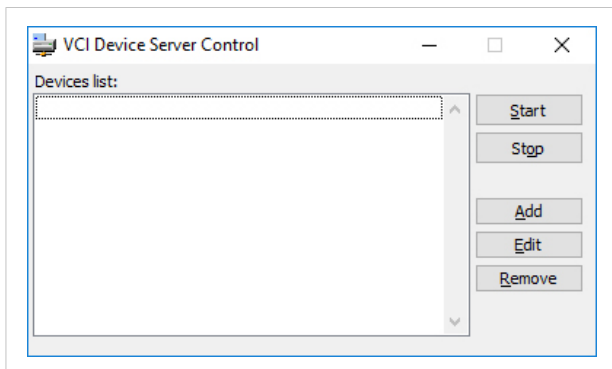 VCI Device Server Control
Devices list:
Start
Stop
Add
Edit
Remove